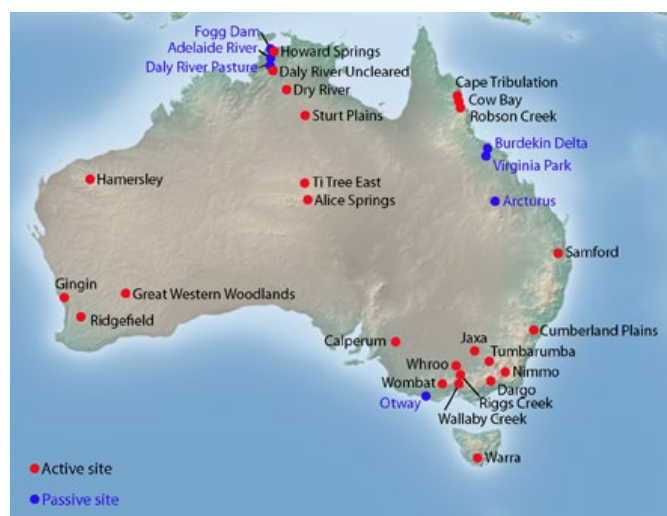 Fogg Dam
Adelaide River
Howard Springs
Daly River Pasture
Daly River Uncleared
Dry River
Cape Tribulation
Cow Bay
Robson Creek
Sturt Plains
Burdekin Delta
Virginia Park
Hamersley
Ti Tree East
Alice Springs
Arcturus
Samford
Gingin
Great Western Woodlands
Ridgefield
Cumberland Plains
Calperum
Jaxa
Tumbarumba
Whroo
Nimmo
Wombat
Dargo
Otway
Riggs Creek
Wallaby Creek
Warra
Active site
Passive site